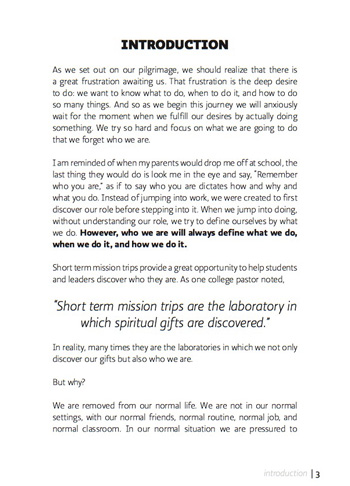 INTRODUCTION
As we set out on our pilgrimage, we should realize that there is
a great frustration awaiting us. That frustration is the deep desire
to do: we want to know what to do, when to do it, and how to do
so many things. And so as we begin this journey we will anxiously
wait for the moment when we fulfill our desires by actually doing
something. We try so hard and focus on what we are going to do
that we forget who we are.
I am reminded of when my parents would drop me off at school, the
last thing they would do is look me in the eye and say, "Remember
who you are," as if to say who you are dictates how and why and
what you do. Instead of jumping into work, we were created to first
discover our role before stepping into it. When we jump into doing,
without understanding our role, we try to define ourselves by what
we do. However, who we are will always define what we do,
when we do it, and how we do it.
Short term mission trips provide a great opportunity to help students
and leaders discover who they are. As one college pastor noted,
"Short term mission trips are the laboratory in
which spiritual gifts are discovered."
In reality, many times they are the laboratories in which we not only
discover our gifts but also who we are.
But why?
We are removed from our normal life. We are not in our normal
settings, with our normal friends, normal routine, normal job, and
normal classroom. In our normal situation we are pressured to
introduction | 3